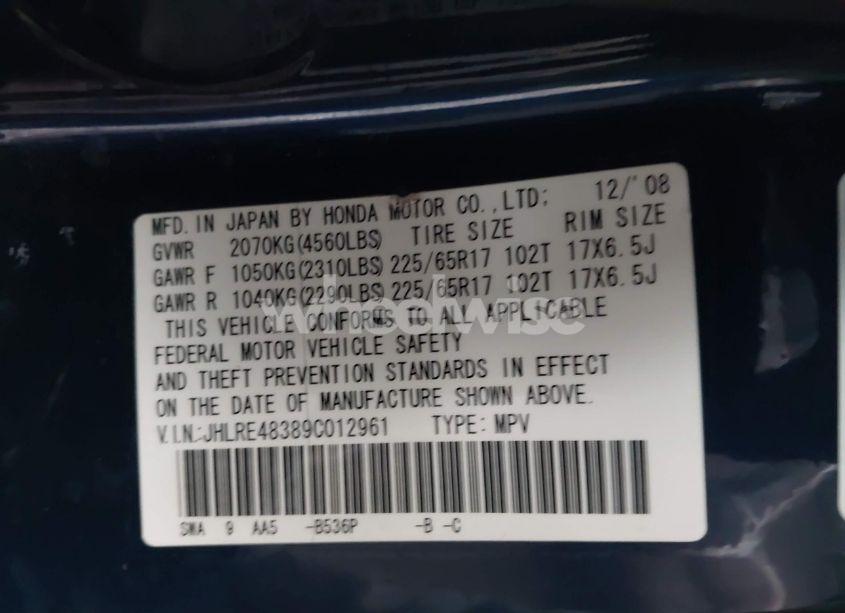 MFD. IN JAPAN BY HONDA MOTOR CO.,LTD: 12/'08
GVWR 2070KG(4560LBS) TIRE SIZE RIM SIZE
GAWR F 1050KG(2310LBS) 225/65R17 102T 17X6.5J
GAWR R 1040KG(2290LBS) 225/65R17 102T 17X6.5J
THIS VEHICLE CONFORMS TO ALL APPLICABLE
FEDERAL MOTOR VEHICLE SAFETY
AND THEFT PREVENTION STANDARDS IN EFFECT
ON THE DATE OF MANUFACTURE SHOWN ABOVE.
V.I.N.:JHLRE48389C012961 TYPE: MPV
SWA 9 AA5 -B536P -B -C